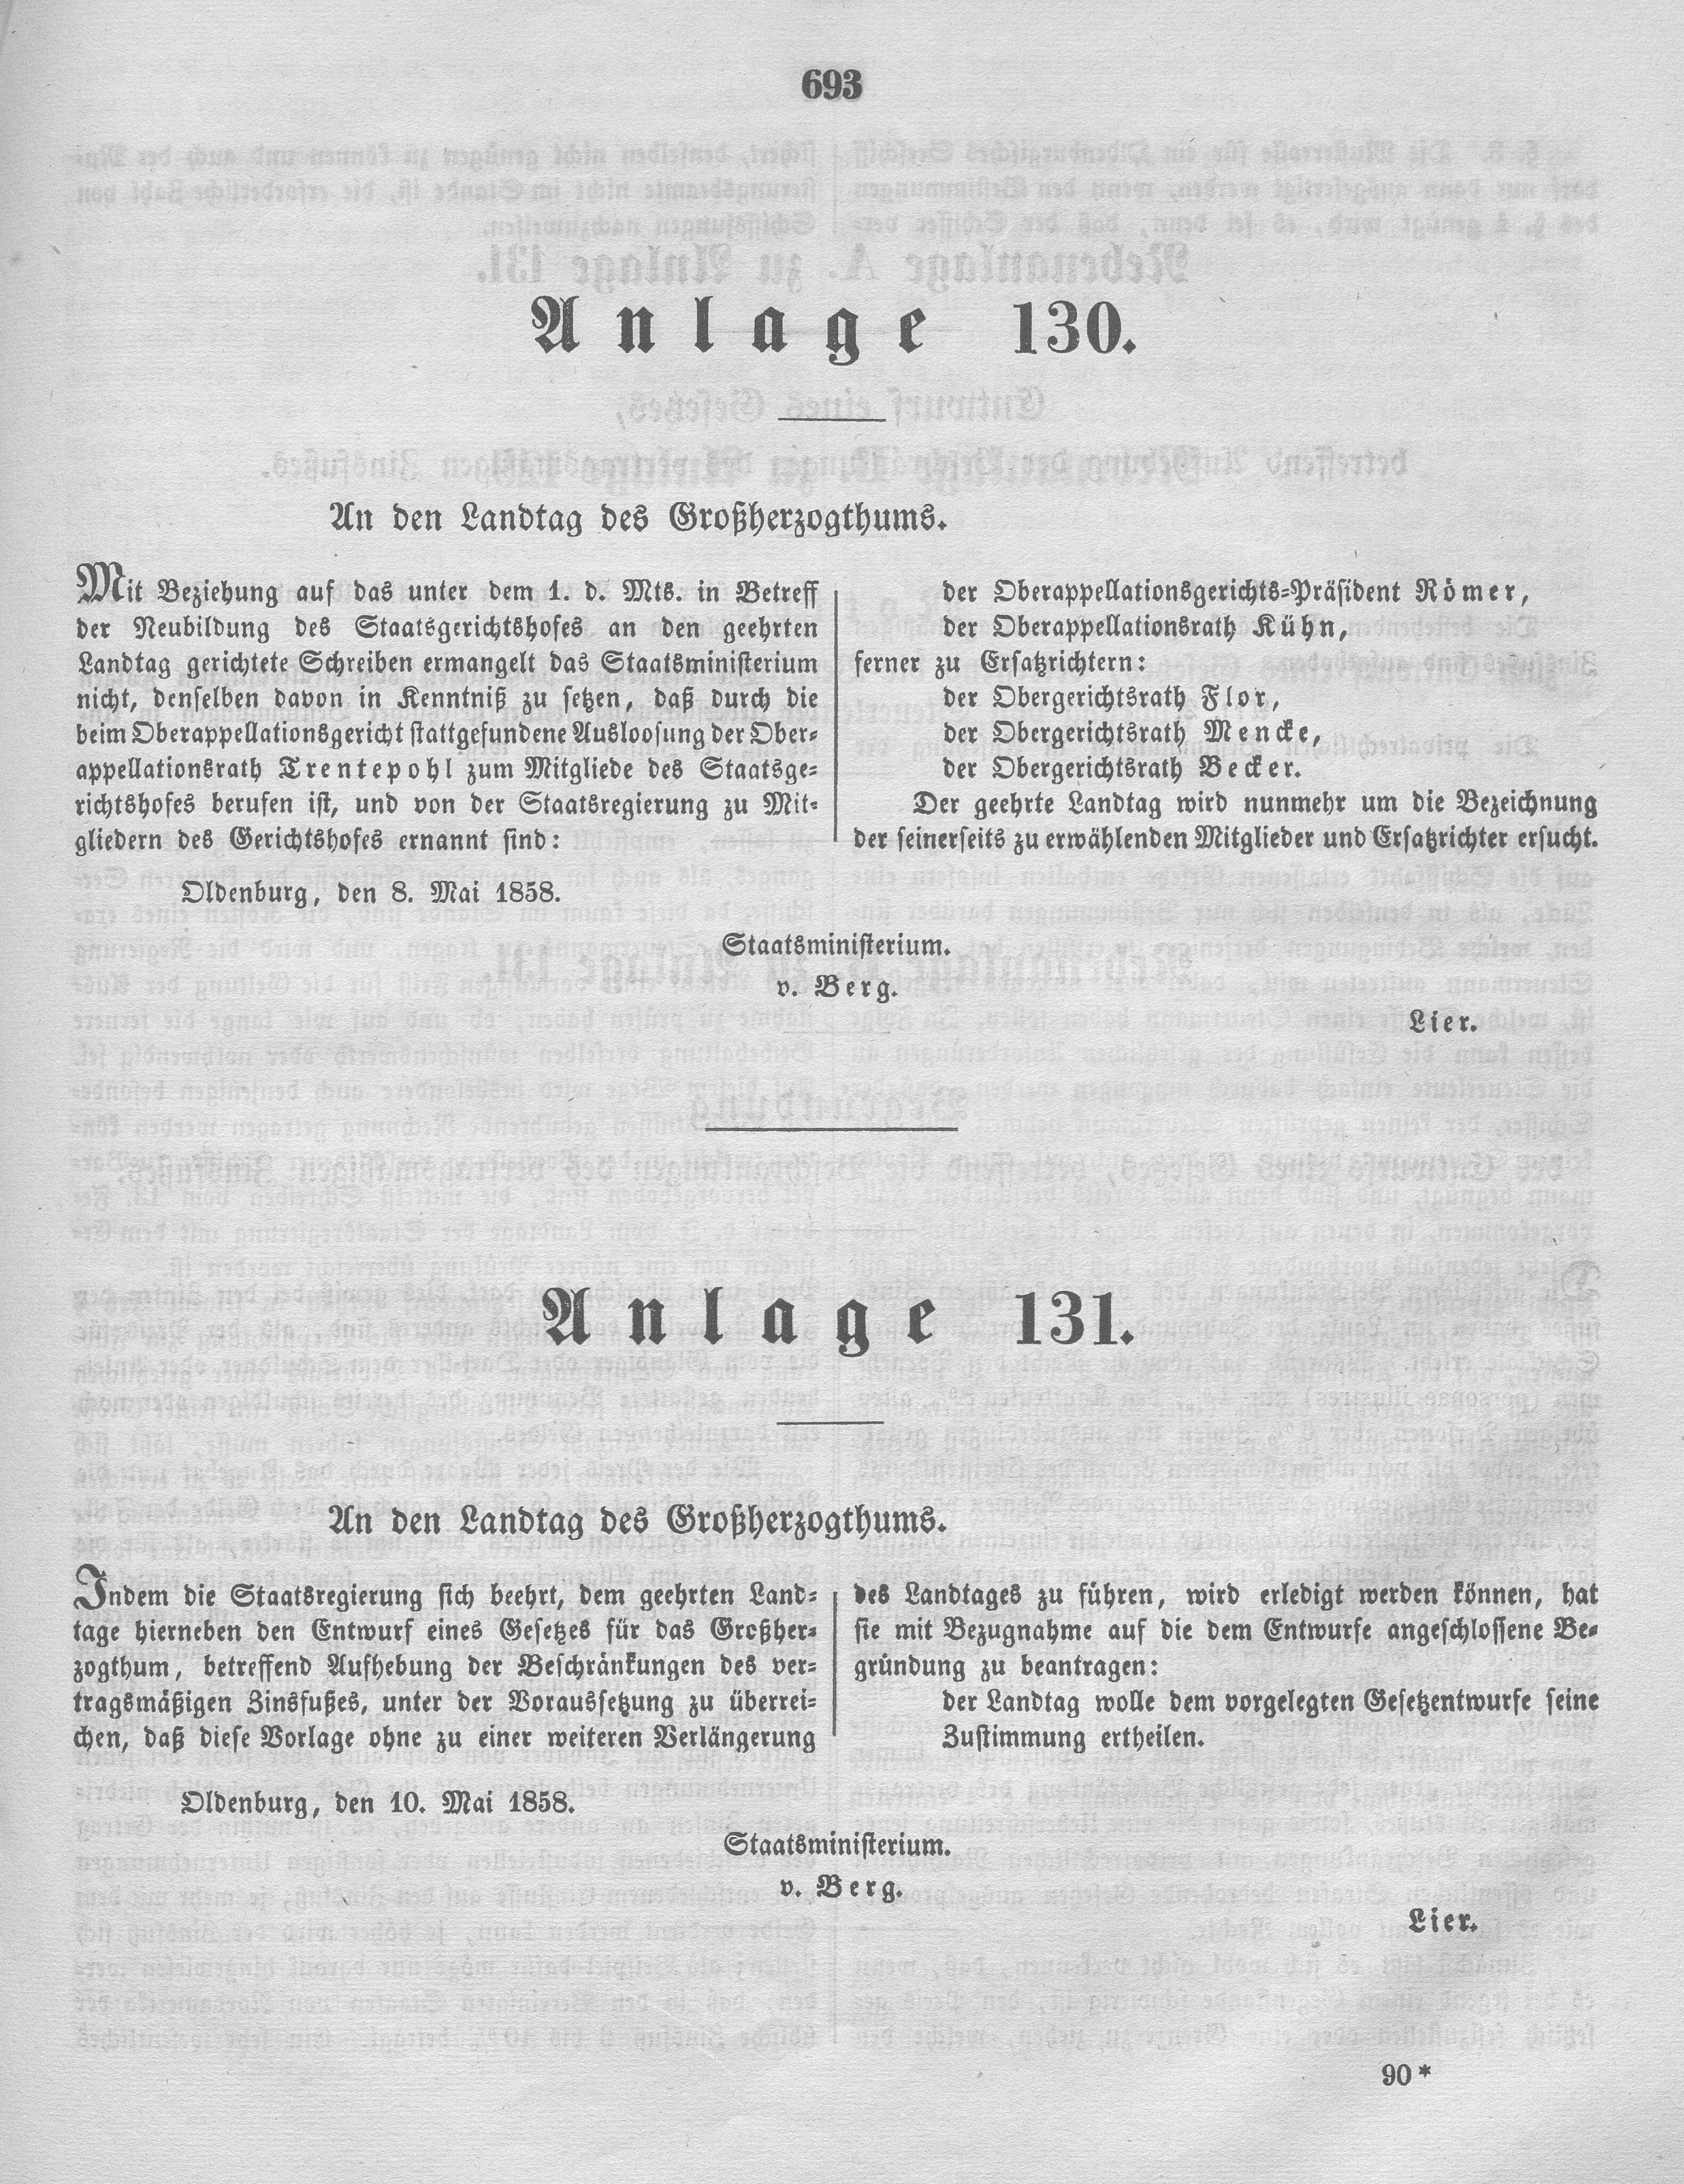 693
Anlage 130.
An den Landtag des Großherzogthums.
Mit Beziehung auf das unter dem 1. d. Mts. in Betreff
der Neubildung des Staatsgerichtshofes an den geehrten
Landtag gerichtete Schreiben ermangelt das Staatsministerium
nicht, denselben davon in Kenntniß zu setzen, daß durch die
beim Oberappellationsgericht stattgefundene Ausloosung der Ober-
appellationsrath Trentepohl zum Mitgliede des Staatsge-
richtshofes berufen ist, und von der Staatsregierung zu Mit-
gliedern des Gerichtshofes ernannt sind:
der Oberappellationsgerichts-Präsident Römer,
der Oberappellationsrath Kühn,
ferner zu Ersatzrichtern:
der Obergerichtsrath Flor,
der Obergerichtsrath Mencke,
der Obergerichtsrath Becker.
Der geehrte Landtag wird nunmehr um die Bezeichnung
der seinerseits zu erwählenden Mitglieder und Ersatzrichter ersucht.
Oldenburg, den 8. Mai 1858.
Staatsministerium.
v. Berg.
Lier.
Anlage 131.
An den Landtag des Großherzogthums.
Indem die Staatsregierung sich beehrt, dem geehrten Land-
tage hierneben den Entwurf eines Gesetzes für das Großher-
zogthum, betreffend Aufhebung der Beschränkungen des ver-
tragsmäßigen Zinsfußes, unter der Voraussetzung zu überrei-
chen, daß diese Vorlage ohne zu einer weiteren Verlängerung
des Landtages zu führen, wird erledigt werden können, hat
sie mit Bezugnahme auf die dem Entwurfe angeschlossene Be-
gründung zu beantragen:
der Landtag wolle dem vorgelegten Gesetzentwurfe seine
Zustimmung ertheilen.
Oldenburg, den 10. Mai 1858.
Staatsministerium.
v. Berg.
Lier.
90*